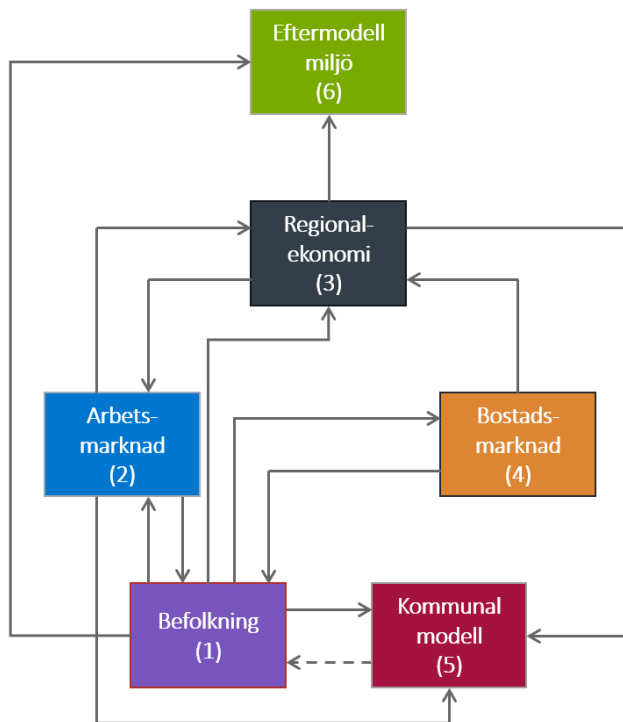 Eftermodell
miljö
(6)
Regional-
ekonomi
(3)
Arbets-
marknad
(2)
Bostads-
marknad
(4)
Befolkning
(1)
Kommunal
modell
(5)